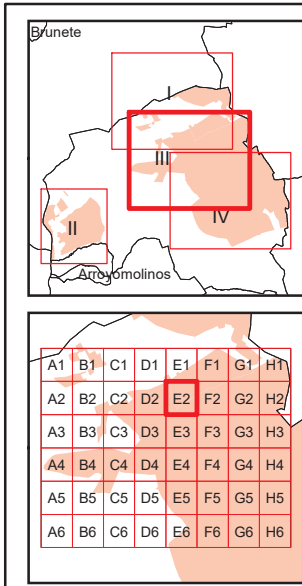 Brunete
I
III
IV
II
Arroyomolinos
A1 B1 C1 D1 E1 F1 G1 H1
A2 B2 C2 D2 E2 F2 G2 H2
A3 B3 C3 D3 E3 F3 G3 H3
A4 B4 C4 D4 E4 F4 G4 H4
A5 B5 C5 D5 E5 F5 G5 H5
A6 B6 C6 D6 E6 F6 G6 H6